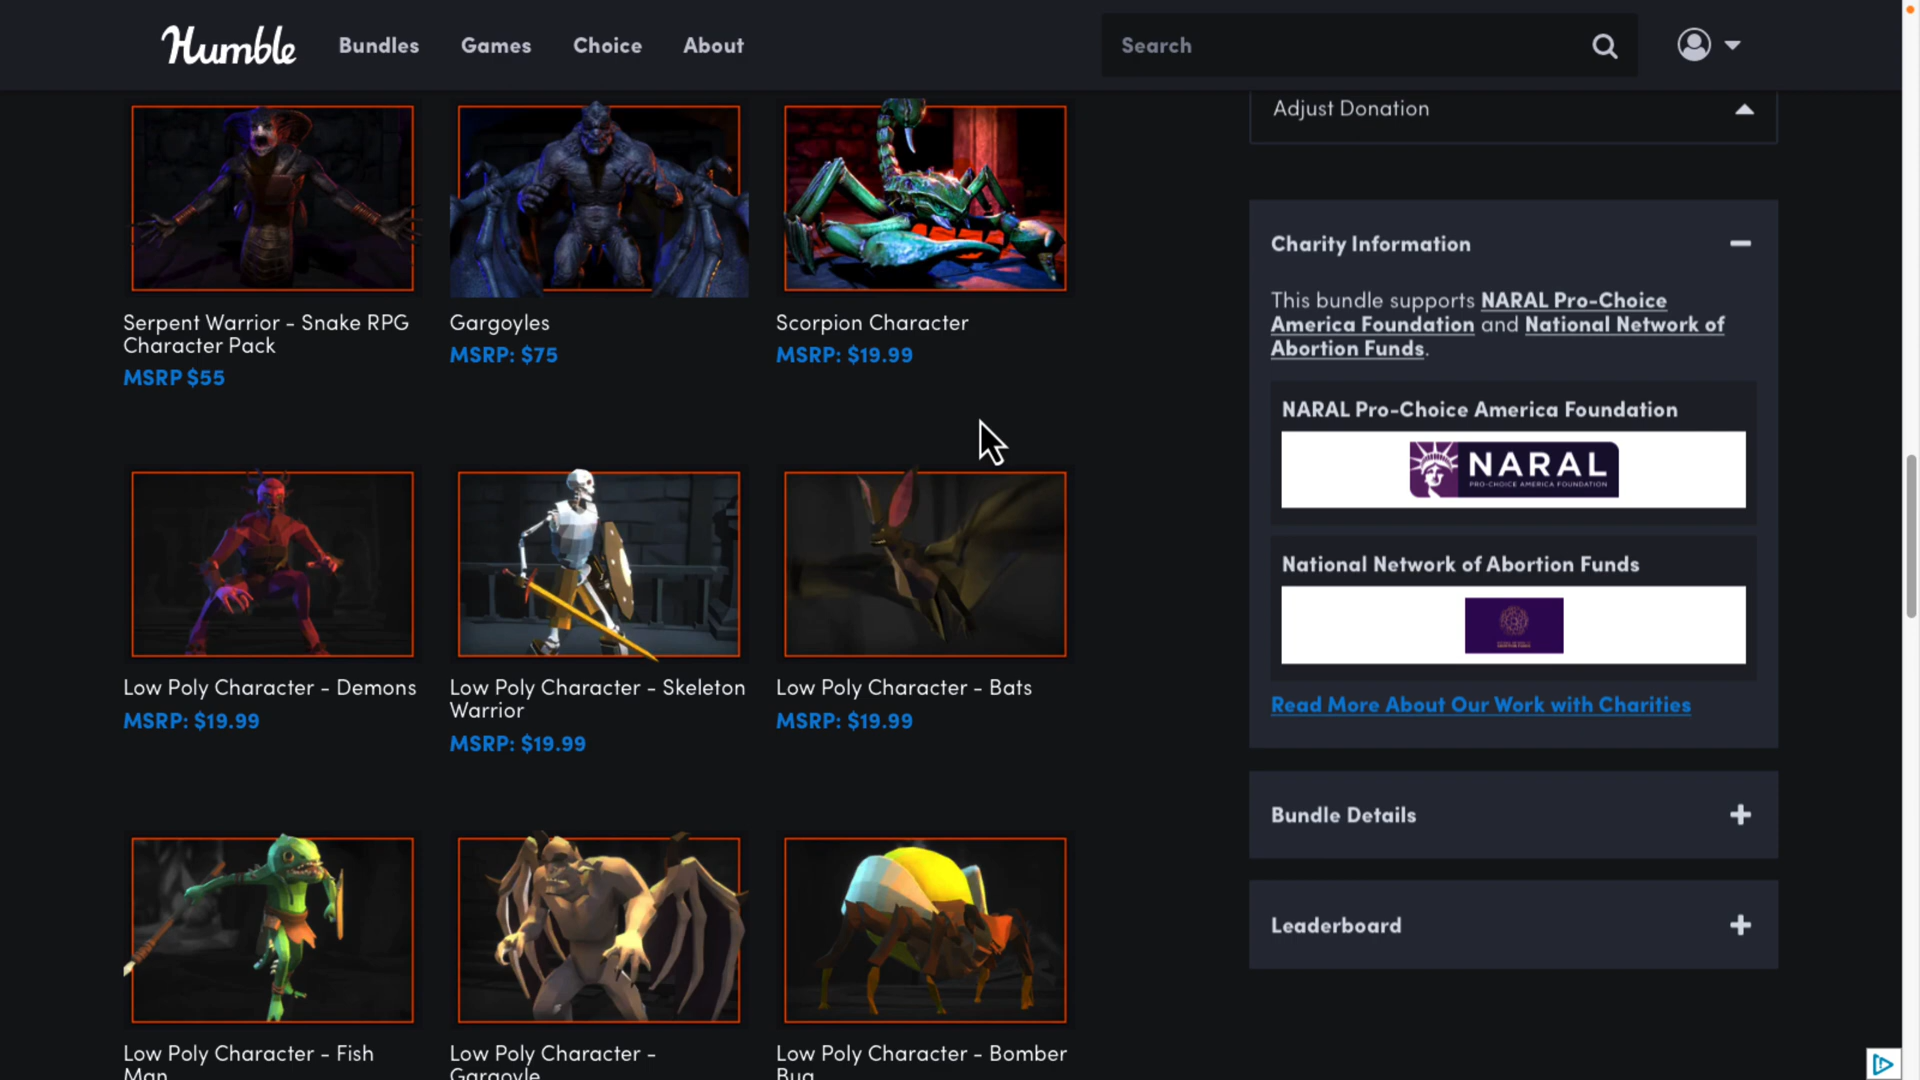 Humble
Bundles
Games
Choice
About
Search
Adjust Donation
Serpent Warrior - Snake RPG
Character Pack
MSRP $55
Gargoyles
MSRP: $75
Scorpion Character
MSRP: $19.99
Charity Information
This bundle supports NARAL Pro-Choice
America Foundation and National Network of
Abortion Funds.
NARAL Pro-Choice America Foundation
NARAL
PRO-CHOICE AMERICA FOUNDATION
National Network of Abortion Funds
Read More About Our Work with Charities
Low Poly Character - Demons
MSRP: $19.99
Low Poly Character - Skeleton
Warrior
MSRP: $19.99
Low Poly Character - Bats
MSRP: $19.99
Bundle Details
Leaderboard
Low Poly Character - Fish
Man
Low Poly Character -
Gargoyle
Low Poly Character - Bomber
Bug